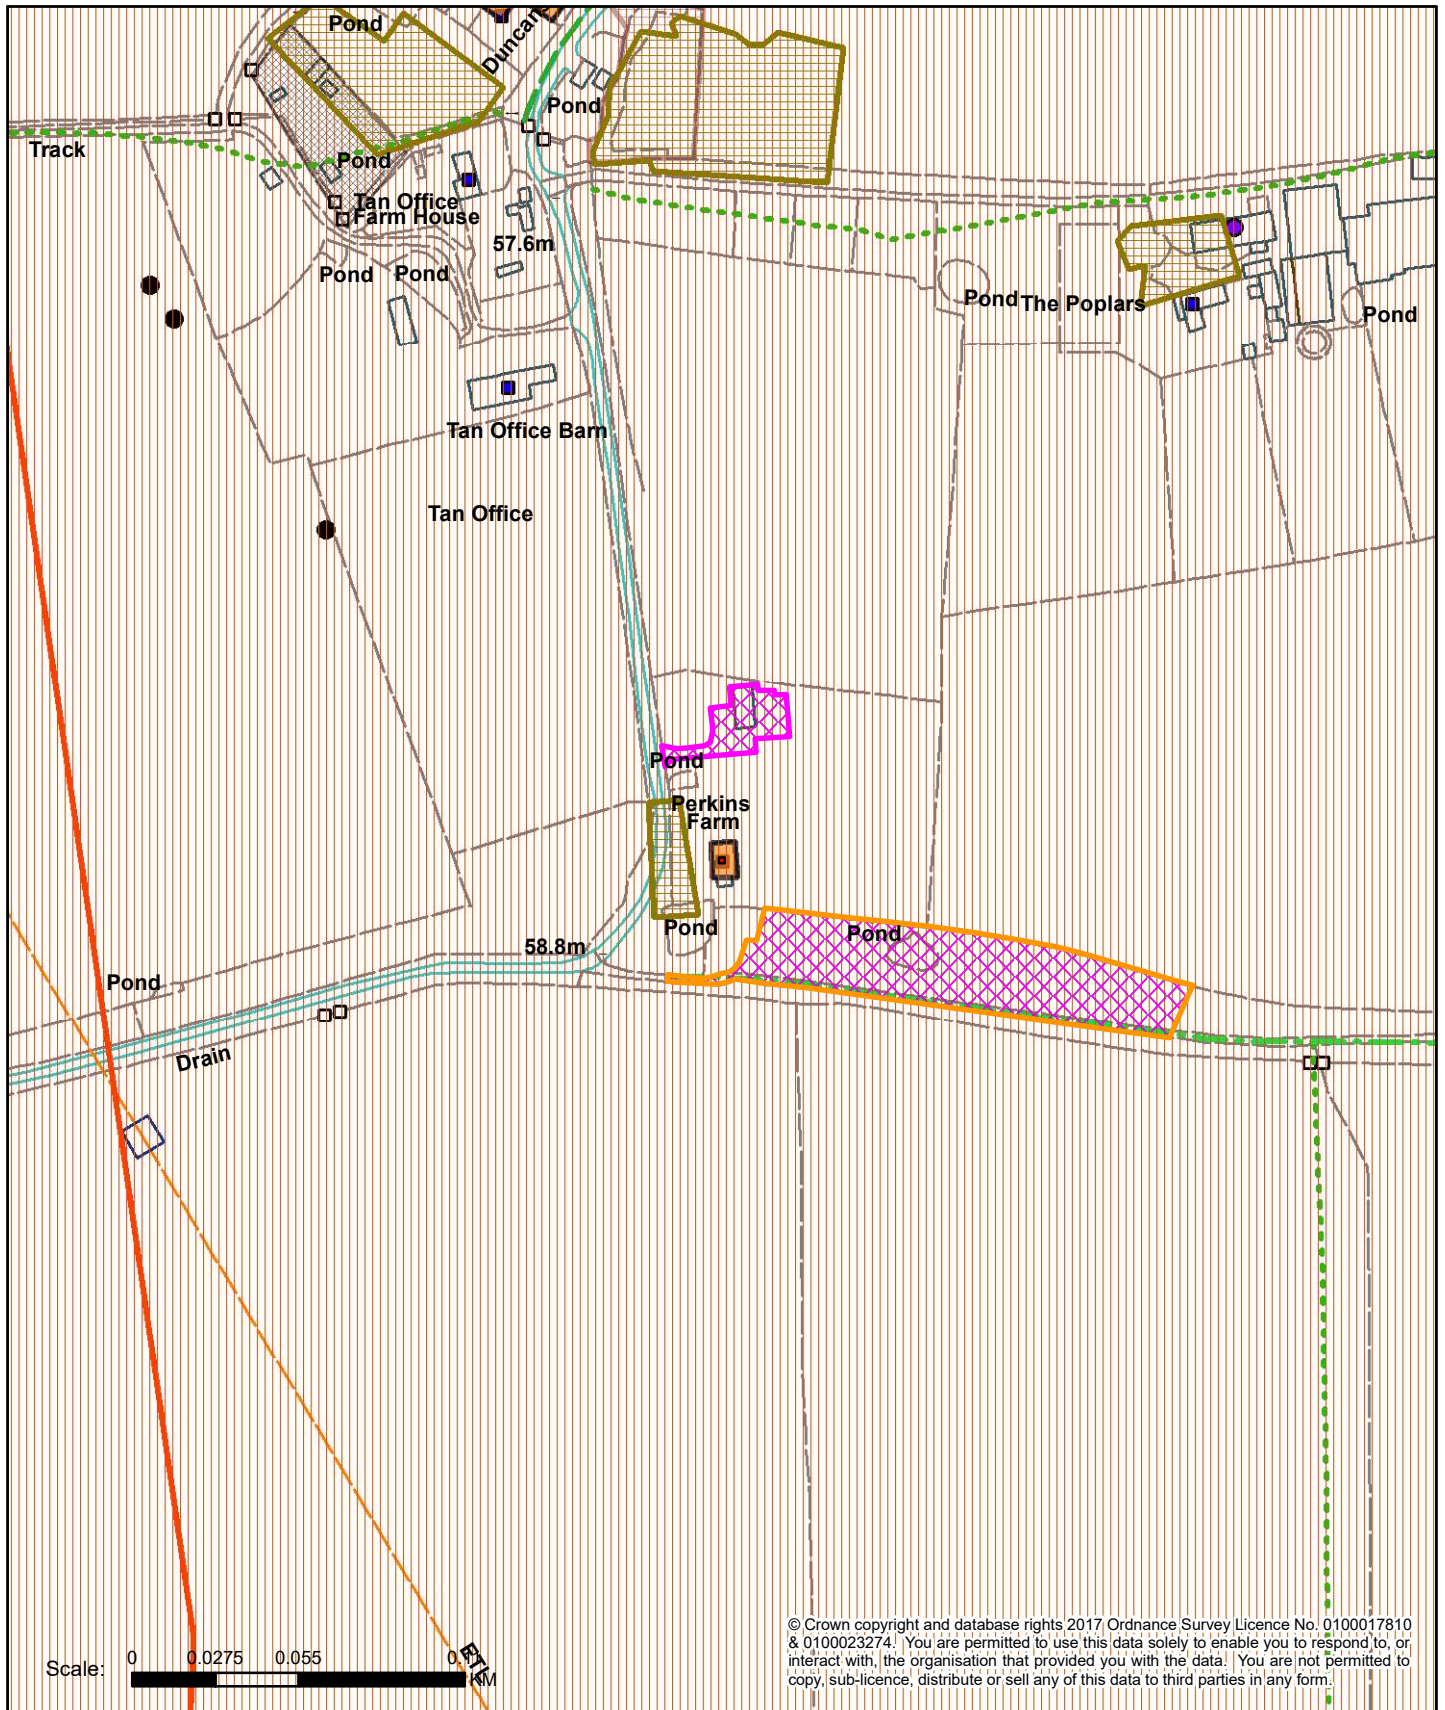 Pond
Duncan
Pond
Track
Pond
Tan Office
Farm House
57.6m
Pond
Pond
Pond
The Poplars
Pond
Tan Office Barn
Tan Office
Pond
Perkins
Farm
Pond
Pond
58.8m
Pond
Drain
© Crown copyright and database rights 2017 Ordnance Survey Licence No. 0100017810
& 0100023274. You are permitted to use this data solely to enable you to respond to, or
interact with, the organisation that provided you with the data. You are not permitted to
copy, sub-licence, distribute or sell any of this data to third parties in any form.
Scale:
0
0.0275
0.055
ETL
KM